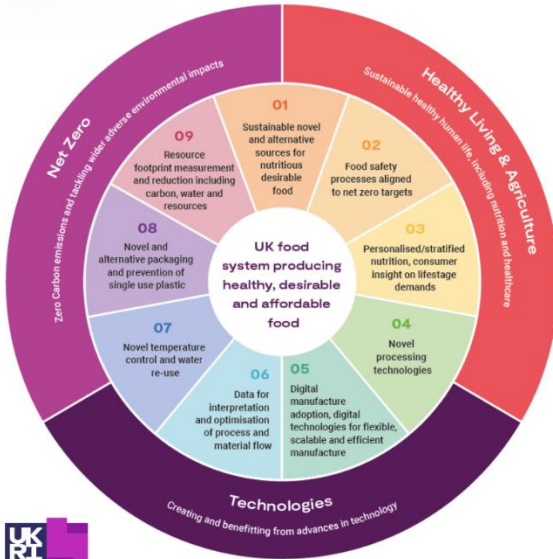 Net Zero
Zero Carbon emissions and tackling wider adverse environmental impacts
Healthy Living & Agriculture
Sustainable healthy human life, including nutrition and healthcare
01
Sustainable novel
and alternative
sources for
nutritious
desirable
food
02
Food safety
processes aligned
to net zero targets
03
Personalised/stratified
nutrition, consumer
insight on lifestage
demands
04
Novel
processing
technologies
05
Digital
manufacture
adoption, digital
technologies for flexible,
scalable and efficient
manufacture
06
Data for
interpretation
and optimisation
of process and
material flow
07
Novel temperature
control and water
re-use
08
Novel and
alternative packaging
and prevention of
single use plastic
09
Resource
footprint measurement
and reduction including
carbon, water and
resources
UK food
system producing
healthy, desirable
and affordable
food
Technologies
Creating and benefitting from advances in technology
UK
RI